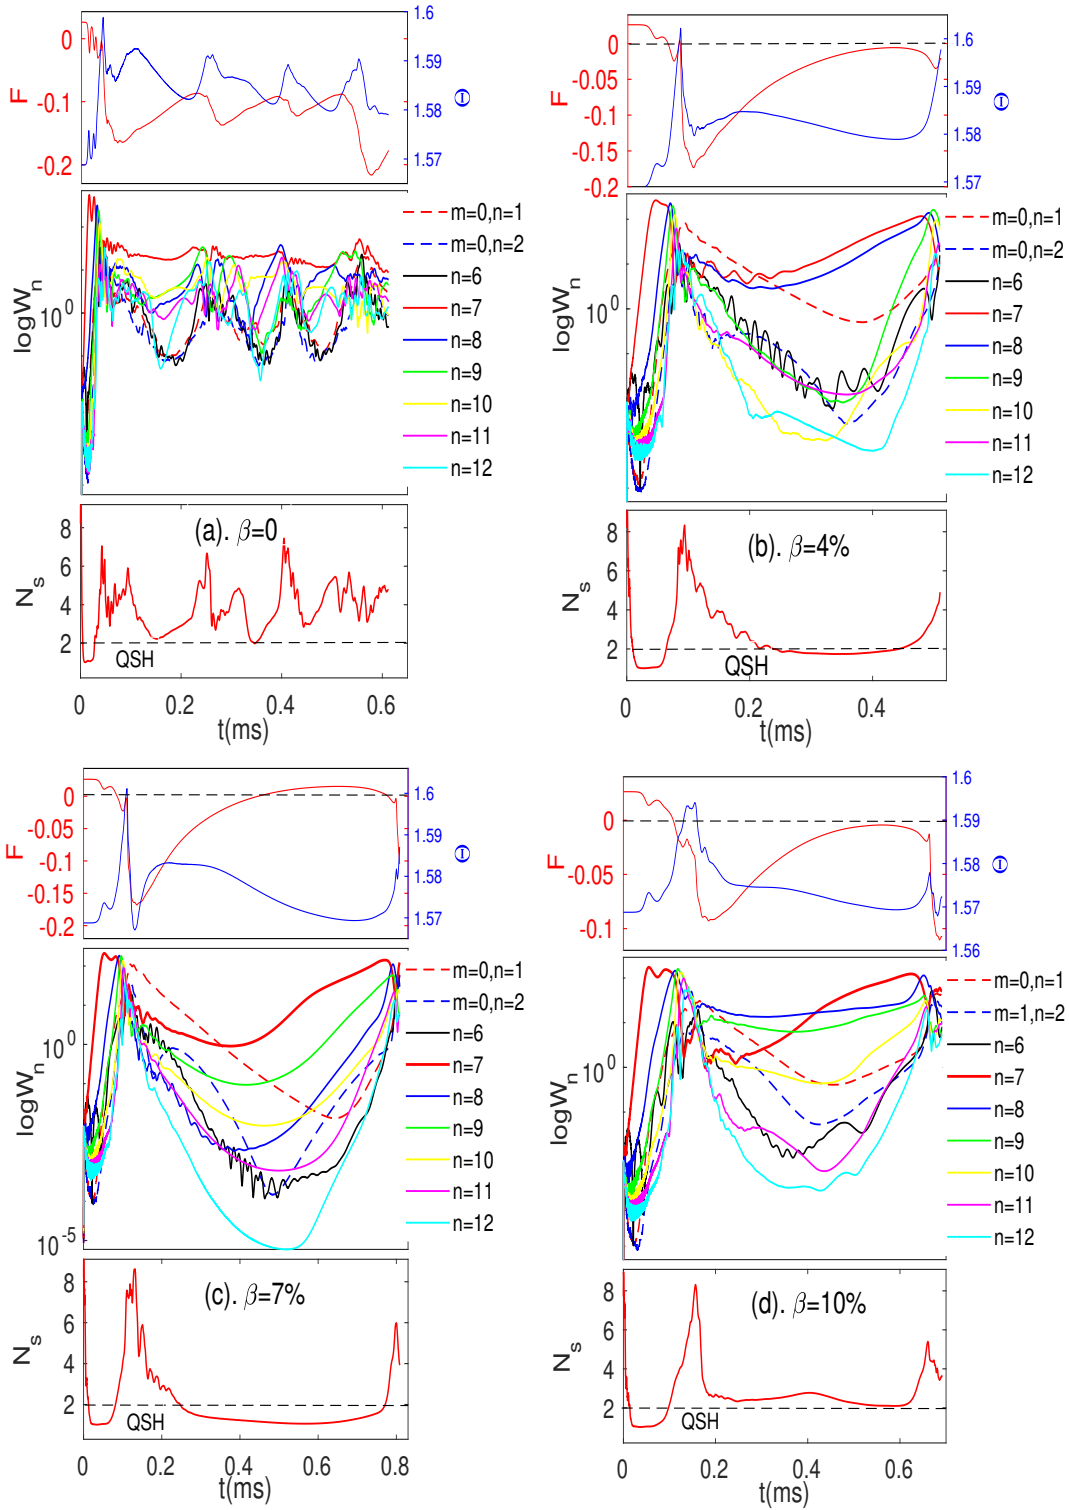 0
-0.1
-0.2
F
1.6
1.59
1.58
1.57
Θ
logW_n
10^0
m=0,n=1
m=0,n=2
n=6
n=7
n=8
n=9
n=10
n=11
n=12
(a). β=0
8
6
4
2
N_s
QSH
0
0.2
0.4
0.6
t(ms)
0
-0.05
-0.1
-0.15
-0.2
F
1.6
1.59
1.58
1.57
Θ
logW_n
10^0
m=0,n=1
m=0,n=2
n=6
n=7
n=8
n=9
n=10
n=11
n=12
(b). β=4%
8
6
4
2
N_s
QSH
0
0.2
0.4
t(ms)
0
-0.05
-0.1
-0.15
-0.2
F
1.6
1.59
1.58
1.57
Θ
logW_n
10^0
10^-5
m=0,n=1
m=0,n=2
n=6
n=7
n=8
n=9
n=10
n=11
n=12
(c). β=7%
8
6
4
2
N_s
QSH
0
0.2
0.4
0.6
0.8
t(ms)
0
-0.05
-0.1
F
1.6
1.59
1.58
1.57
1.56
Θ
logW_n
10^0
m=0,n=1
m=1,n=2
n=6
n=7
n=8
n=9
n=10
n=11
n=12
(d). β=10%
8
6
4
2
N_s
QSH
0
0.2
0.4
0.6
t(ms)